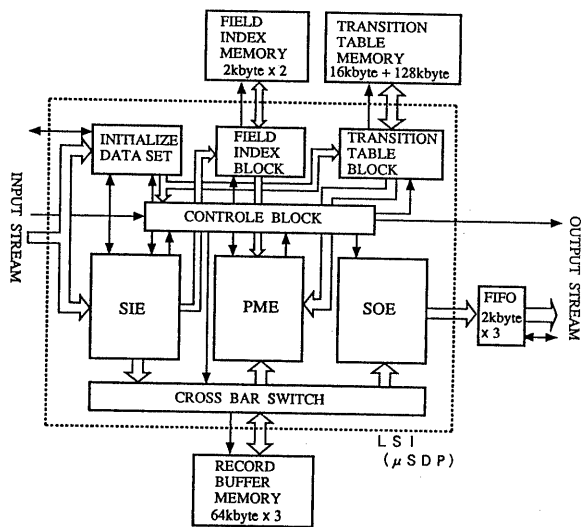 FIELD
INDEX
MEMORY
2kbyte x 2
TRANSITION
TABLE
MEMORY
16kbyte + 128kbyte
INITIALIZE
DATA SET
FIELD
INDEX
BLOCK
TRANSITION
TABLE
BLOCK
INPUT STREAM
CONTROLE BLOCK
OUTPUT STREAM
SIE
PME
SOE
FIFO
2kbyte
x 3
CROSS BAR SWITCH
LSI
(μSDP)
RECORD
BUFFER
MEMORY
64kbyte x 3